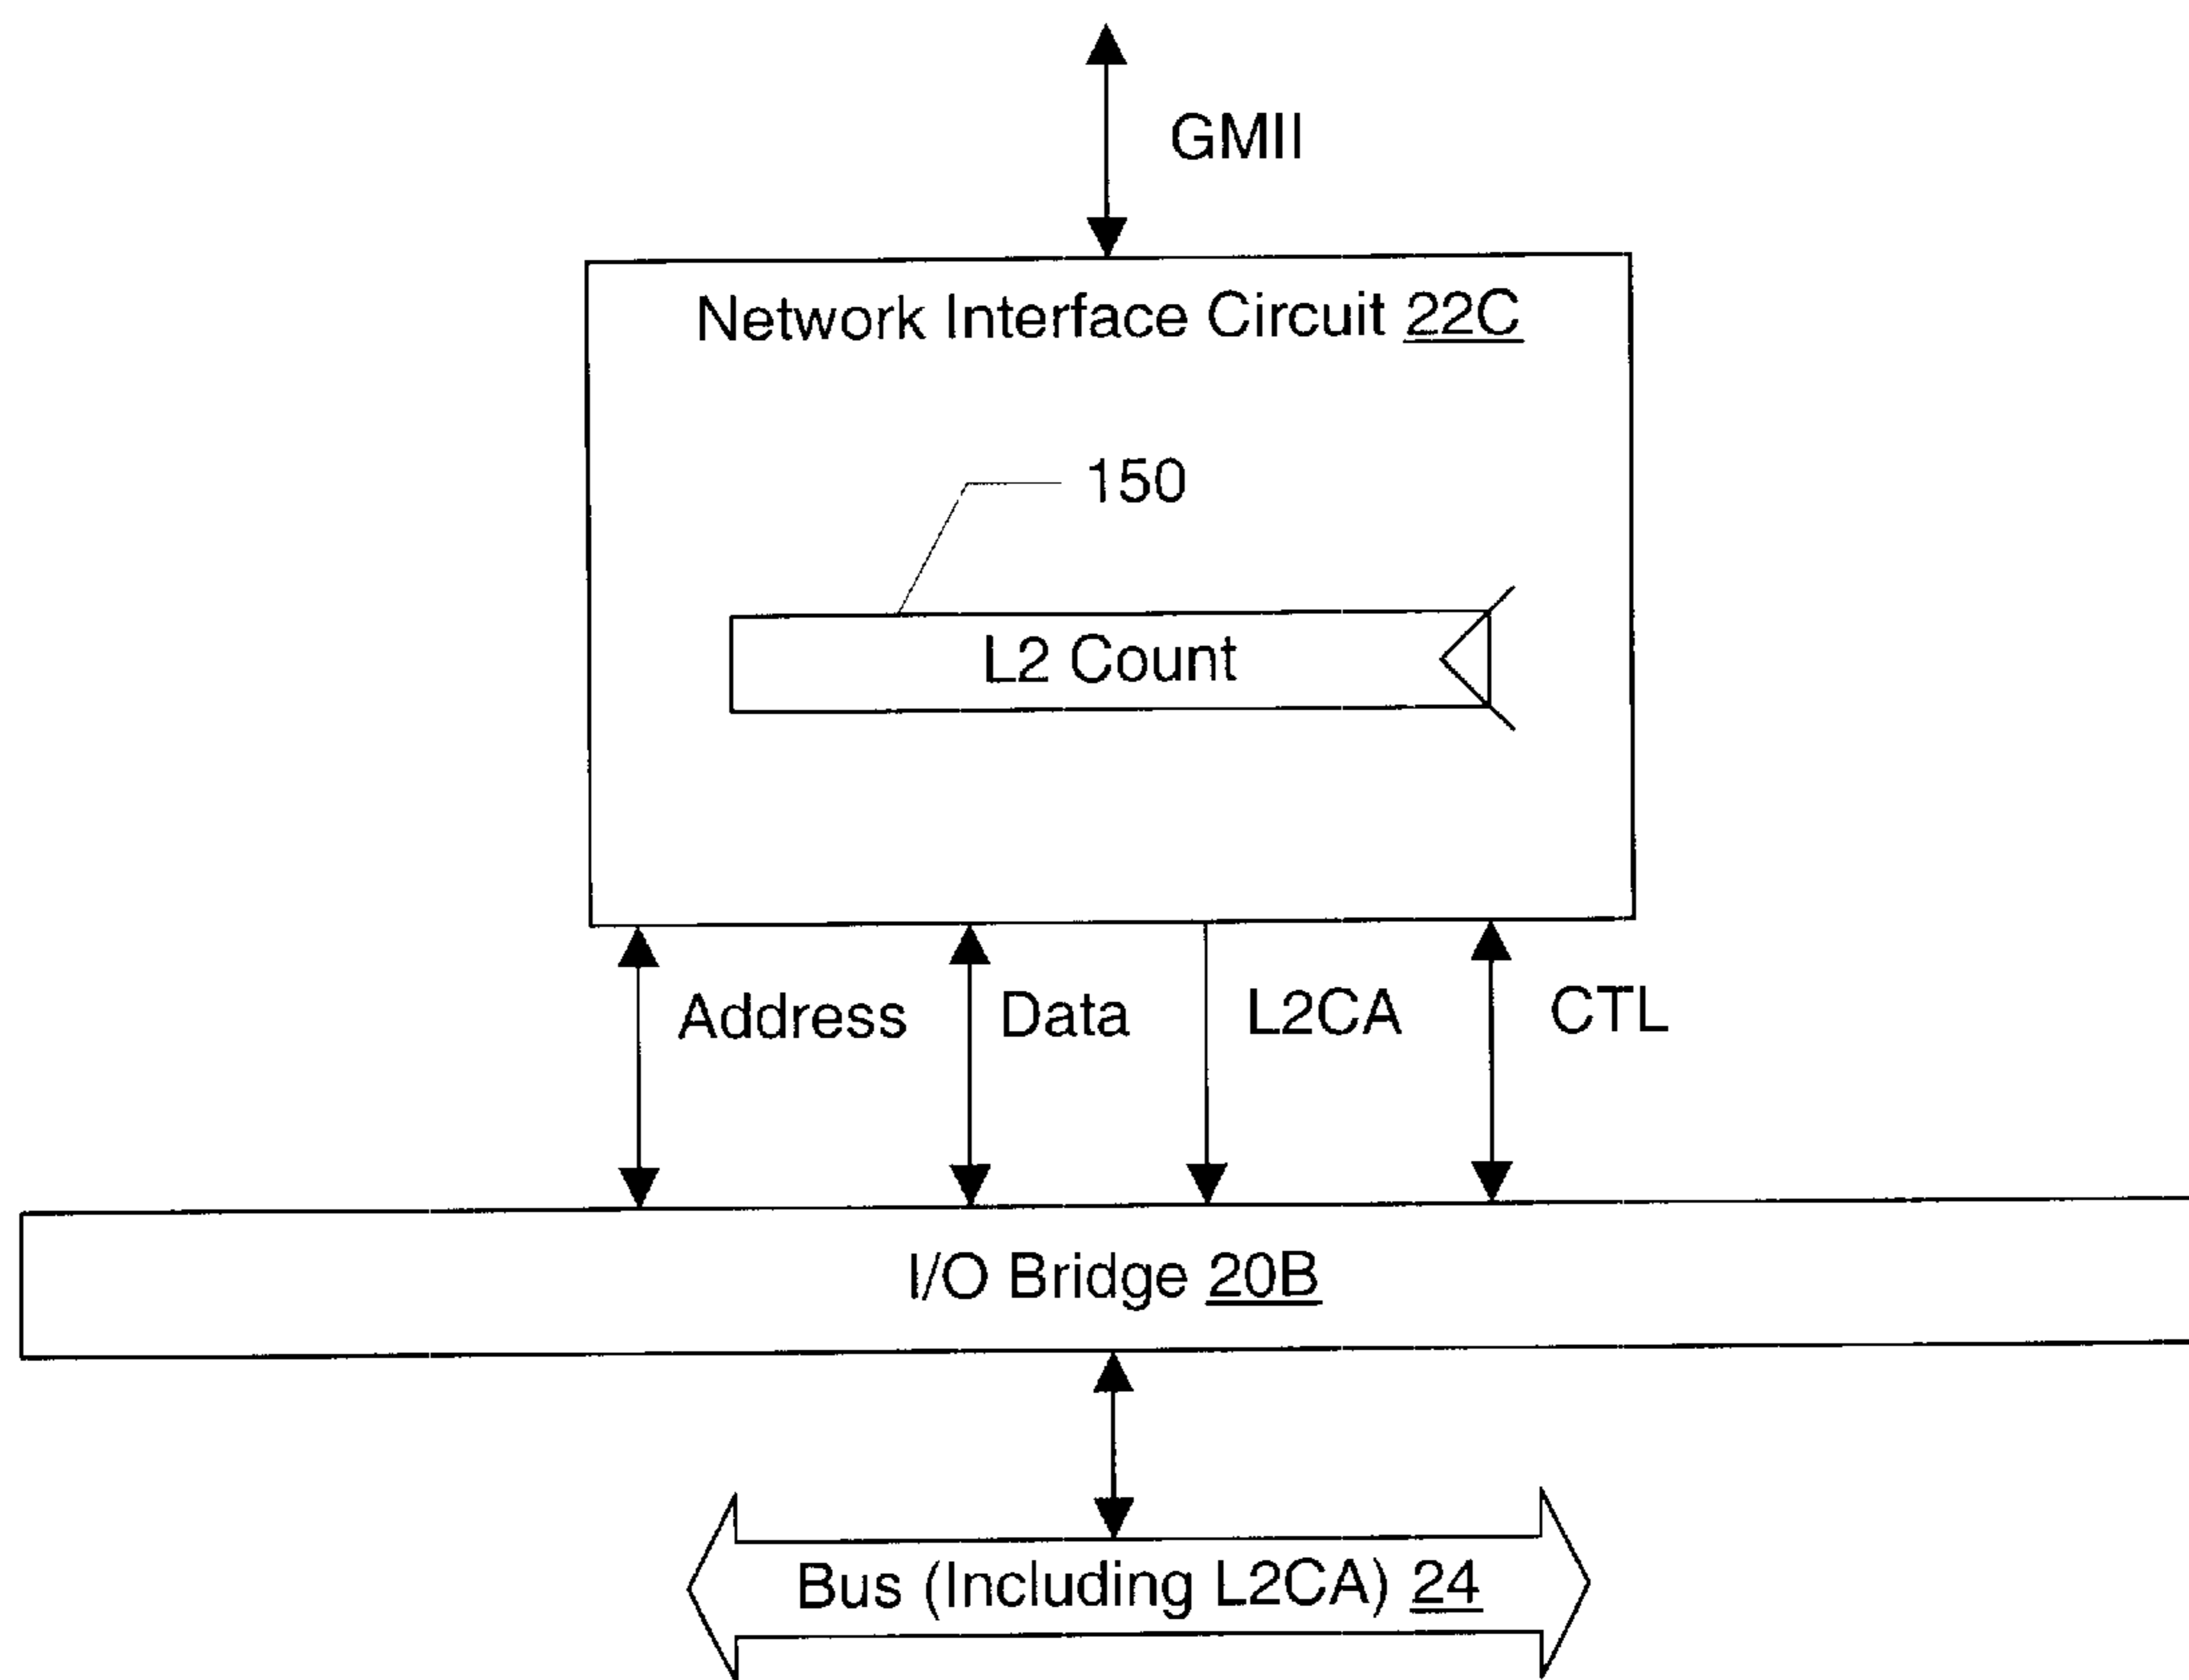 GMII
Network Interface Circuit 22C
150
L2 Count
Address Data L2CA CTL
I/O Bridge 20B
Bus (Including L2CA) 24